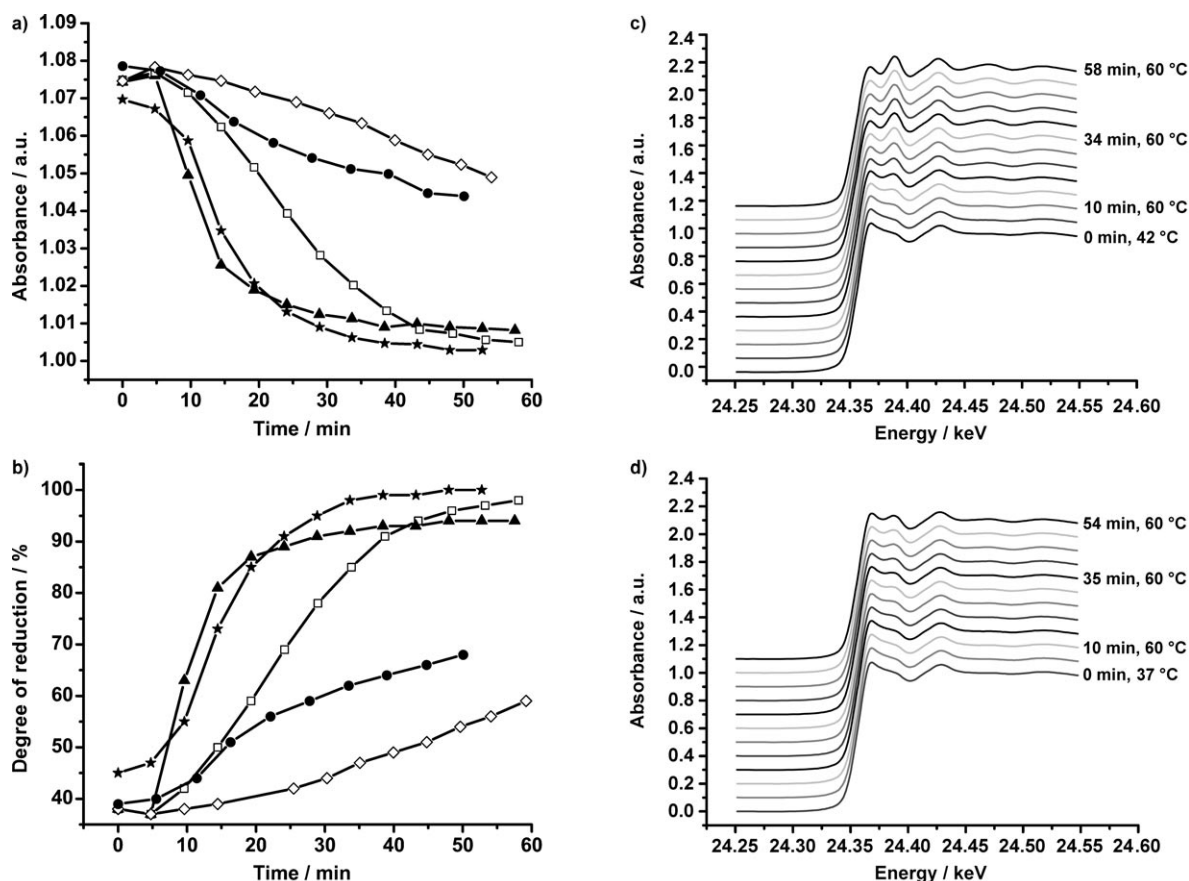 a)
1.09
1.08
1.07
1.06
1.05
1.04
1.03
1.02
1.01
1.00
Absorbance / a.u.
0 10 20 30 40 50 60
Time / min
b)
100
90
80
70
60
50
40
Degree of reduction / %
0 10 20 30 40 50 60
Time / min
c)
2.4
2.2
2.0
1.8
1.6
1.4
1.2
1.0
0.8
0.6
0.4
0.2
0.0
Absorbance / a.u.
58 min, 60 °C
34 min, 60 °C
10 min, 60 °C
0 min, 42 °C
24.25 24.30 24.35 24.40 24.45 24.50 24.55 24.60
Energy / keV
d)
2.4
2.2
2.0
1.8
1.6
1.4
1.2
1.0
0.8
0.6
0.4
0.2
0.0
Absorbance / a.u.
54 min, 60 °C
35 min, 60 °C
10 min, 60 °C
0 min, 37 °C
24.25 24.30 24.35 24.40 24.45 24.50 24.55 24.60
Energy / keV